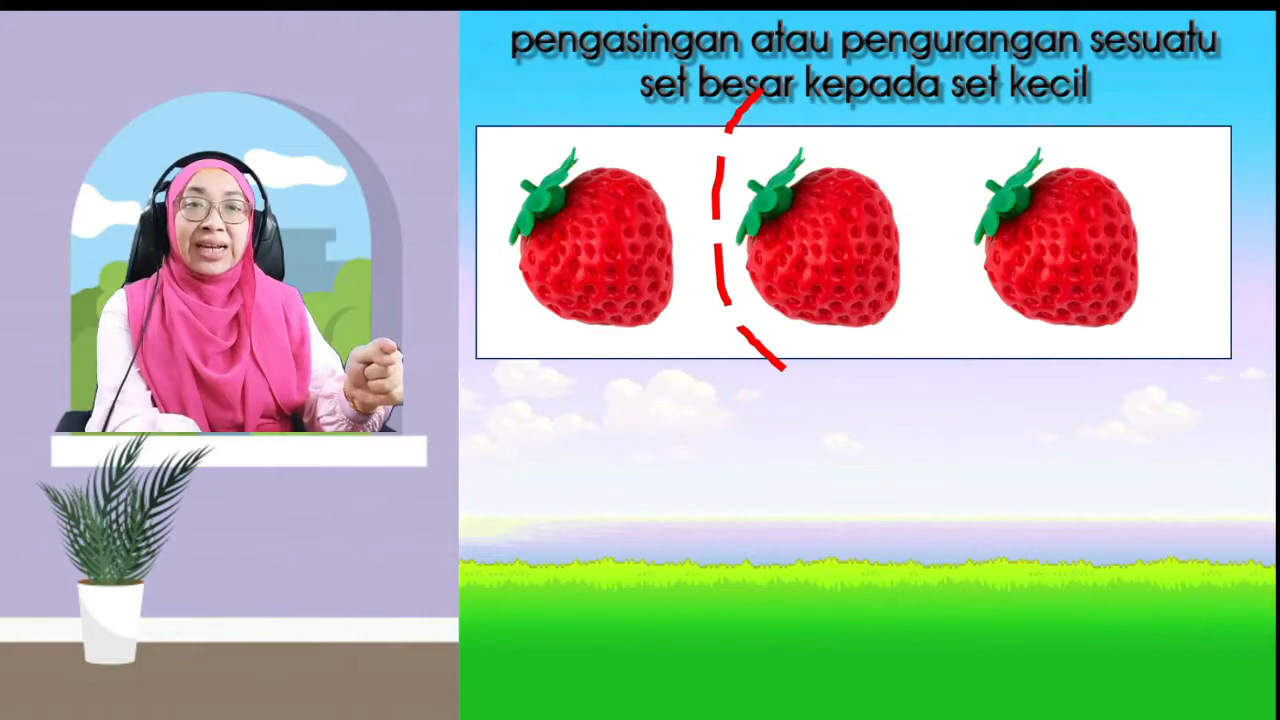 pengasingan atau pengurangan sesuatu
set besar kepada set kecil